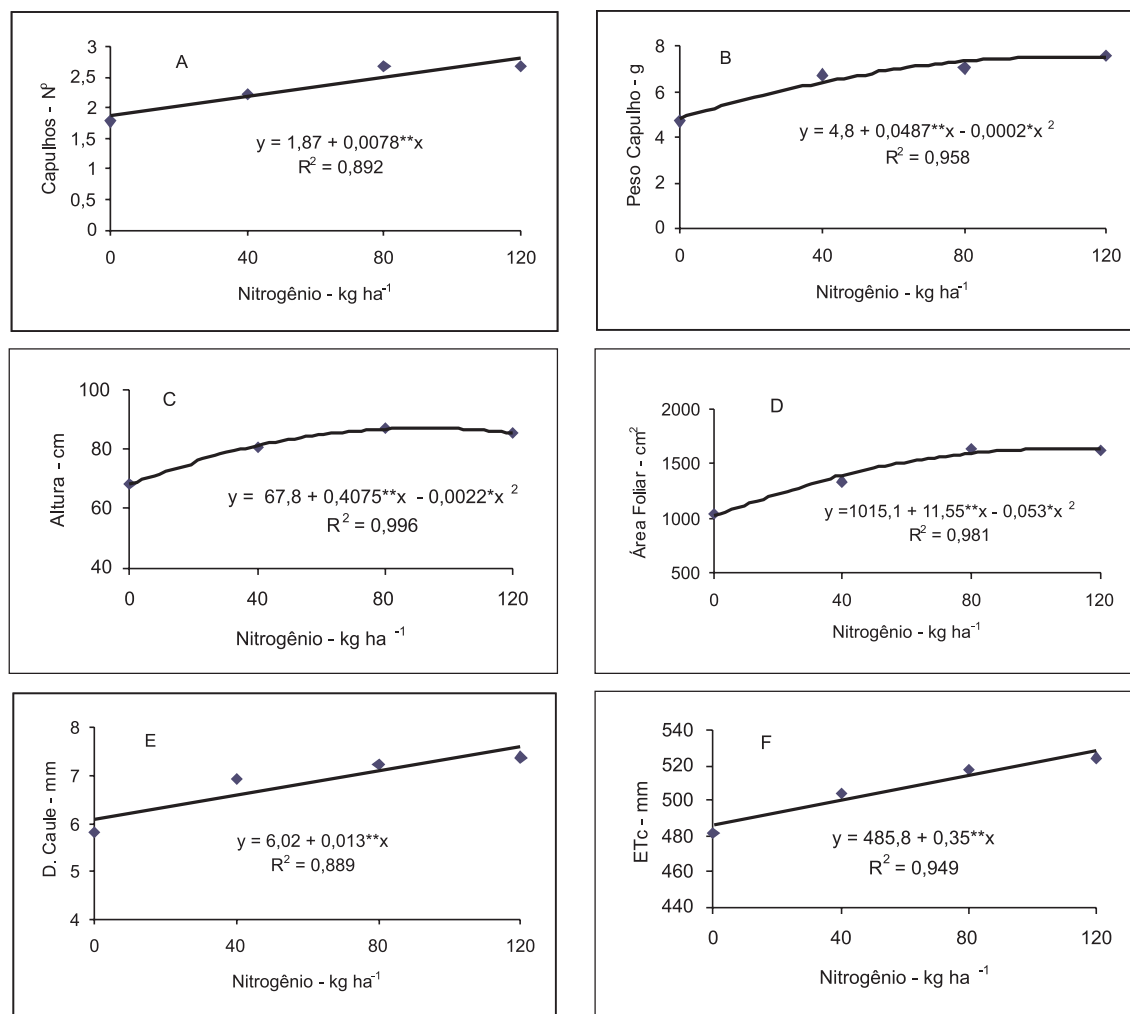 A
Capulhos - Nº
3
2,5
2
1,5
1
0,5
0
y = 1,87 + 0,0078**x
R² = 0,892
0 40 80 120
Nitrogênio - kg ha⁻¹
B
Peso Capulho - g
8
6
4
2
0
y = 4,8 + 0,0487**x - 0,0002*x ²
R² = 0,958
0 40 80 120
Nitrogênio - kg ha⁻¹
C
Altura - cm
100
80
60
40
y = 67,8 + 0,4075**x - 0,0022*x ²
R² = 0,996
0 40 80 120
Nitrogênio - kg ha ⁻¹
D
Área Foliar - cm²
2000
1500
1000
500
y =1015,1 + 11,55**x - 0,053*x ²
R² = 0,981
0 40 80 120
Nitrogênio - kg ha⁻¹
E
D. Caule - mm
8
7
6
5
4
y = 6,02 + 0,013**x
R² = 0,889
0 40 80 120
Nitrogênio - kg ha⁻¹
F
ETc - mm
540
520
500
480
460
440
y = 485,8 + 0,35**x
R² = 0,949
0 40 80 120
Nitrogênio - kg ha ⁻¹